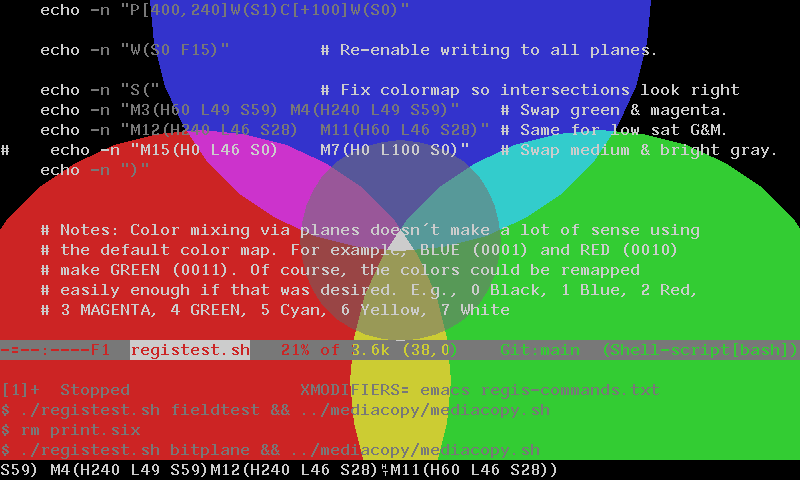 echo -n "P[400,240]W(S1)C[+100]W(S0)"
echo -n "W(S0 F15)" # Re-enable writing to all planes.
echo -n "S(" # Fix colormap so intersections look right
echo -n "M3(H60 L49 S59) M4(H240 L49 S59)" # Swap green & magenta.
echo -n "M12(H240 L46 S28) M11(H60 L46 S28)" # Same for low sat G&M.
# echo -n "M15(H0 L46 S0) M7(H0 L100 S0)" # Swap medium & bright gray.
echo -n ")"
# Notes: Color mixing via planes doesn´t make a lot of sense using
# the default color map. For example, BLUE (0001) and RED (0010)
# make GREEN (0011). Of course, the colors could be remapped
# easily enough if that was desired. E.g., 0 Black, 1 Blue, 2 Red,
# 3 MAGENTA, 4 GREEN, 5 Cyan, 6 Yellow, 7 White
-=--:----F1 registest.sh 21% of 3.6k (38,0) Git:main (Shell-script[bash])
[1]+ Stopped XMODIFIERS= emacs regis-commands.txt
$ ./registest.sh fieldtest && ../mediacopy/mediacopy.sh
$ rm print.six
$ ./registest.sh bitplane && ../mediacopy/mediacopy.sh
S59) M4(H240 L49 S59)M12(H240 L46 S28)␋M11(H60 L46 S28))